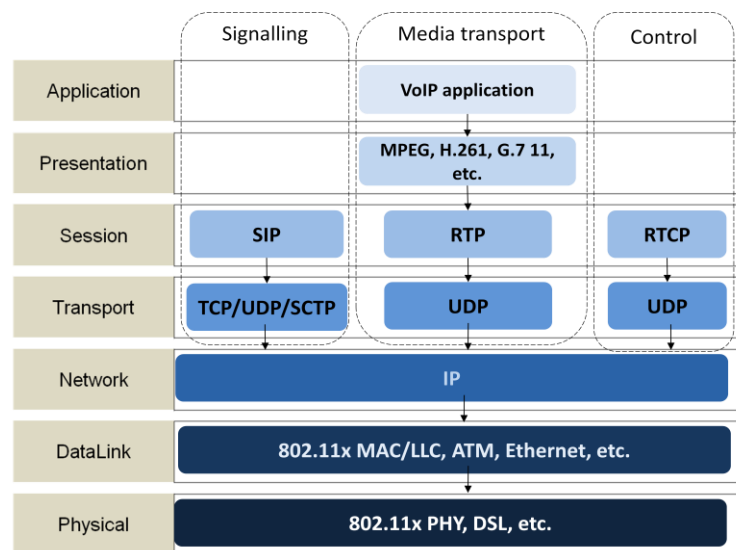 Signalling
Media transport
Control
Application
VoIP application
Presentation
MPEG, H.261, G.7 11,
etc.
Session
SIP
RTP
RTCP
Transport
TCP/UDP/SCTP
UDP
UDP
Network
IP
DataLink
802.11x MAC/LLC, ATM, Ethernet, etc.
Physical
802.11x PHY, DSL, etc.